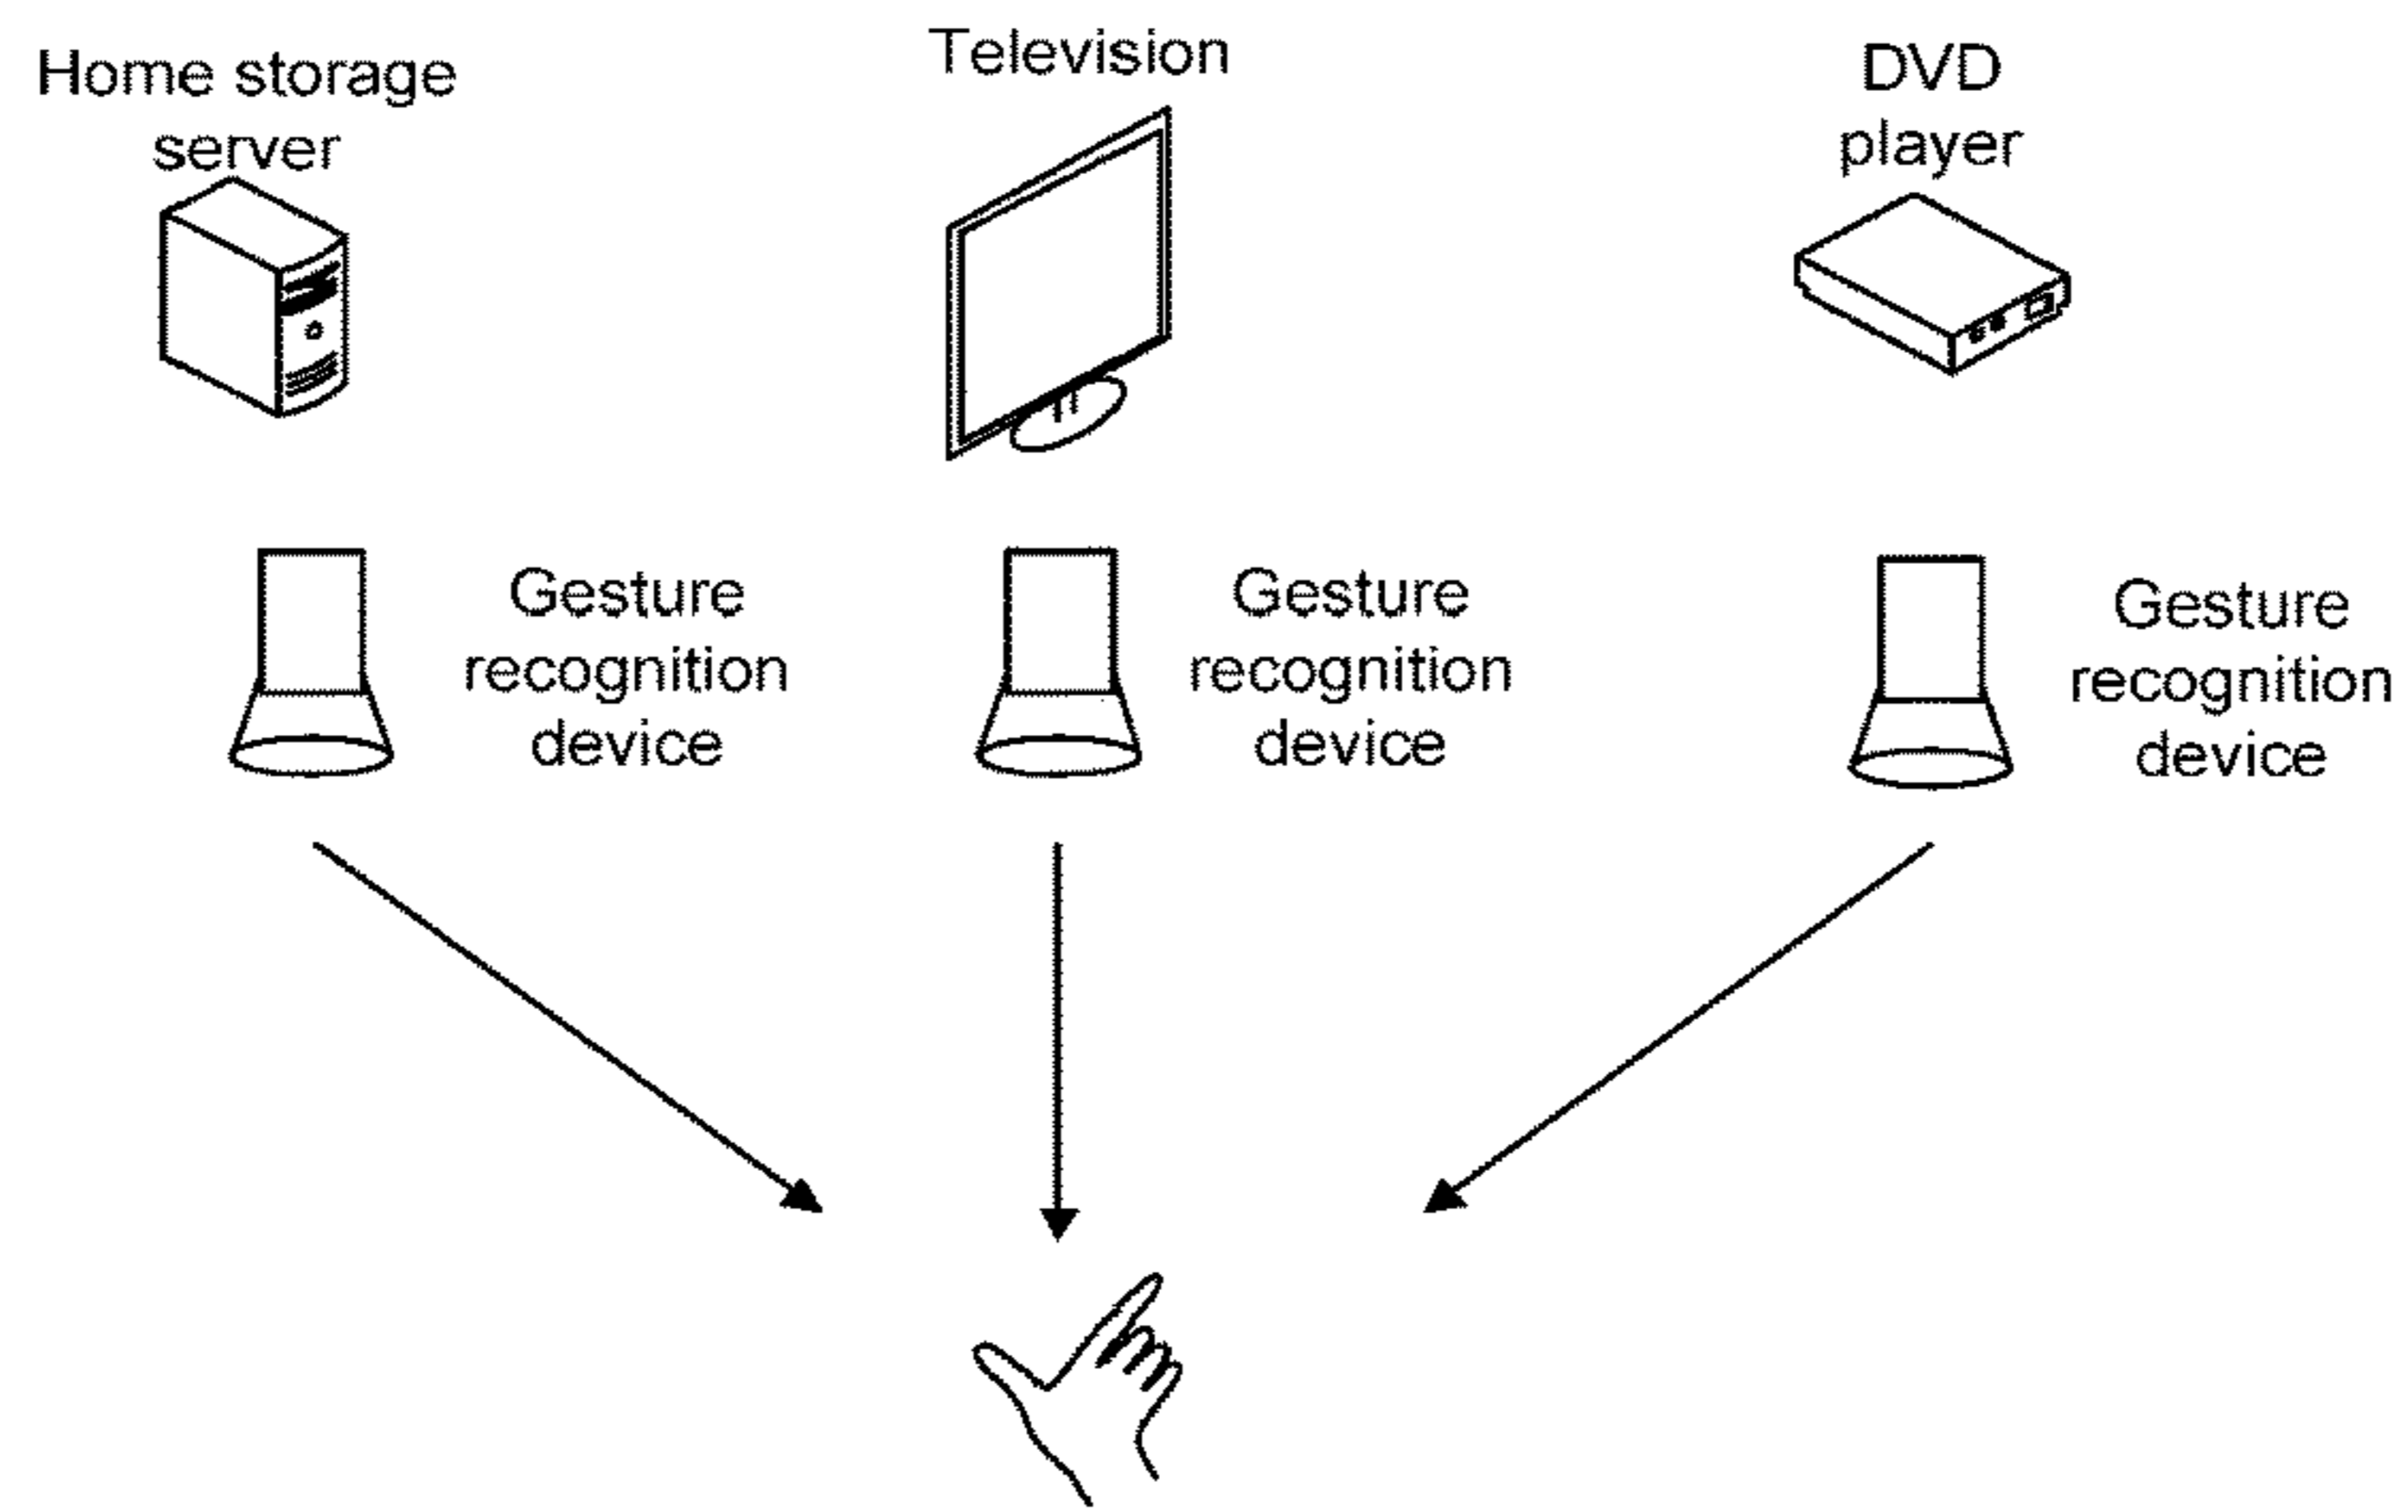 Home storage
server
Television
DVD
player
Gesture
recognition
device
Gesture
recognition
device
Gesture
recognition
device